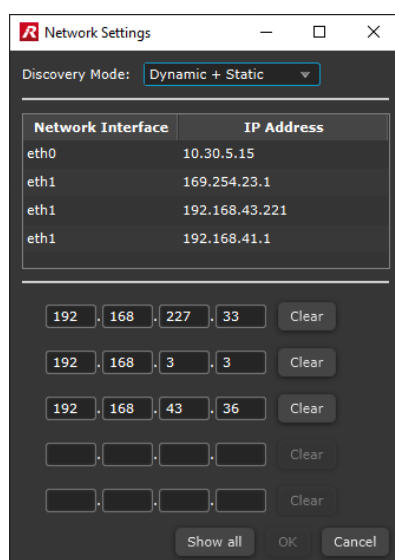 R Network Settings
Discovery Mode: Dynamic + Static
Network Interface IP Address
eth0 10.30.5.15
eth1 169.254.23.1
eth1 192.168.43.221
eth1 192.168.41.1
192 . 168 . 227 . 33 Clear
192 . 168 . 3 . 3 Clear
192 . 168 . 43 . 36 Clear
. . . Clear
. . . Clear
Show all OK Cancel